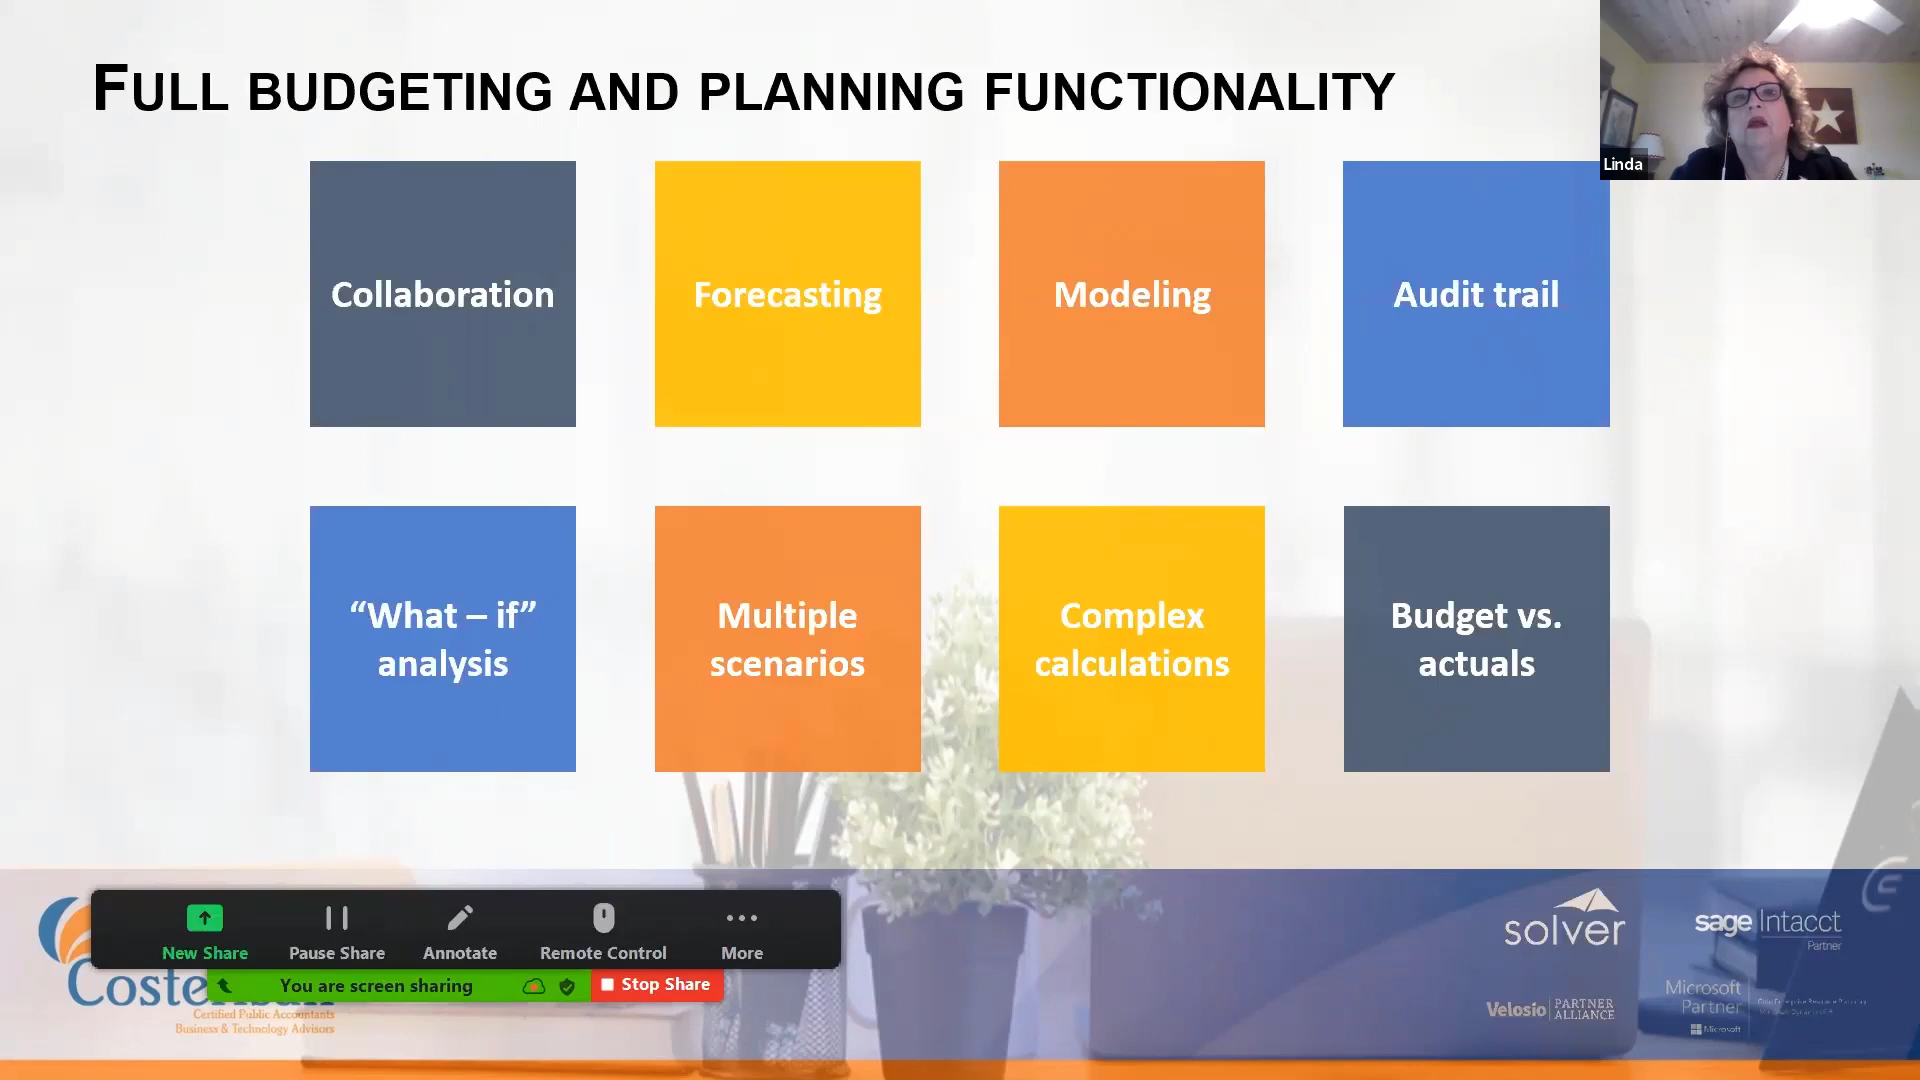 FULL BUDGETING AND PLANNING FUNCTIONALITY
Linda
Collaboration
Forecasting
Modeling
Audit trail
“What – if”
analysis
Multiple
scenarios
Complex
calculations
Budget vs.
actuals
New Share
Pause Share
Annotate
Remote Control
More
You are screen sharing
Stop Share
Certified Public Accountants
Business & Technology Advisors
solver
sage Intacct
Partner
Velosio PARTNER
ALLIANCE
Microsoft
Partner
Microsoft